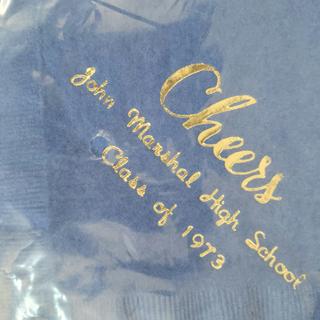 Cheers
John Marshal High School
Class of 1973